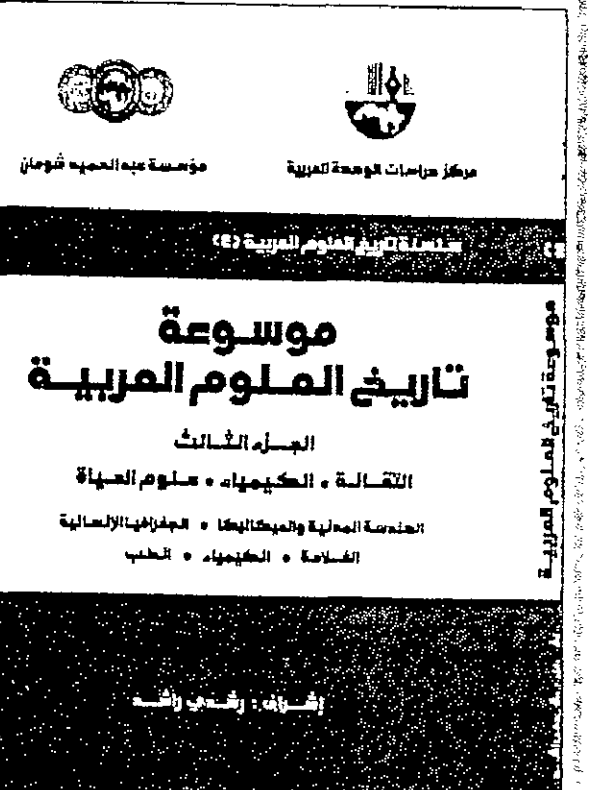 مركز دراسات الوحدة العربية
مؤسسة عبد الحميد شومان
سلسلة تاريخ العلوم العربية (٤)
موسوعة
تاريخ العلوم العربية
الجزء الثالث
التقانة • الكيمياء • علوم الحياة
الهندسة المدنية والميكانيكا • الجغرافيا الإنسانية
الفلاحة • الكيمياء • الطب
إشراف: رشدي راشد
موسوعة تاريخ العلوم العربية